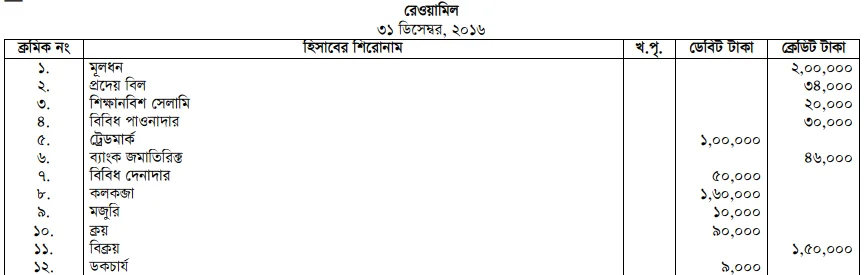 রেওয়ামিল
৩১ ডিসেম্বর, ২০১৬
ক্রমিক নং হিসাবের শিরোনাম খ.পৃ. ডেবিট টাকা ক্রেডিট টাকা
১. মূলধন ২,০০,০০০
২. প্রদেয় বিল ৩৪,০০০
৩. শিক্ষানবিশ সেলামি ২০,০০০
৪. বিবিধ পাওনাদার ৩০,০০০
৫. ট্রেডমার্ক ১,০০,০০০
৬. ব্যাংক জমাতিরিক্ত ৪৬,০০০
৭. বিবিধ দেনাদার ৫০,০০০
৮. কলকব্জা ১,৬০,০০০
৯. মজুরি ১০,০০০
১০. ক্রয় ৯০,০০০
১১. বিক্রয় ১,৫০,০০০
১২. ডকচার্য ৯,০০০